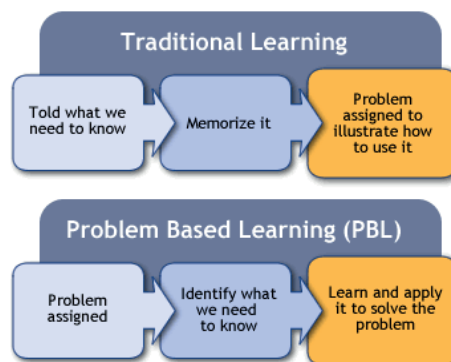 Traditional Learning
Told what we
need to know
Memorize it
Problem
assigned to
illustrate how
to use it
Problem Based Learning (PBL)
Problem
assigned
Identify what
we need
to know
Learn and apply
it to solve the
problem